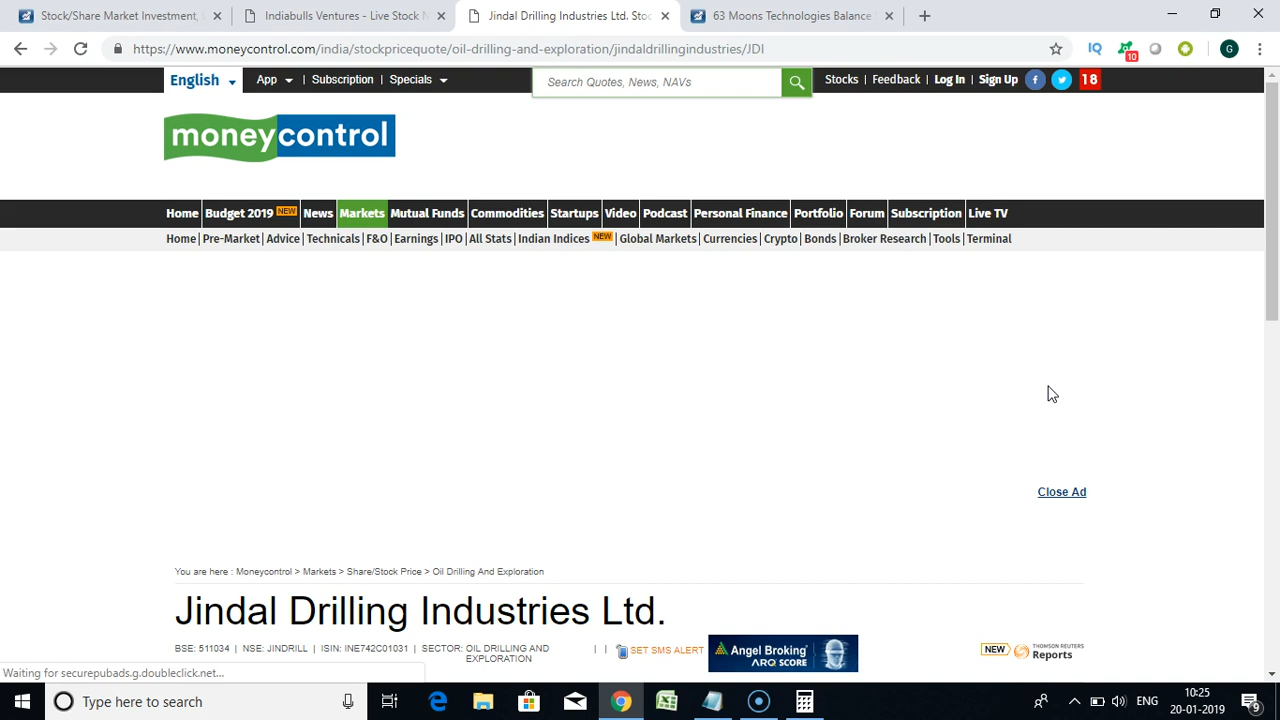 Stock/Share Market Investment,
Indiabulls Ventures - Live Stock
Jindal Drilling Industries Ltd. Stoc
63 Moons Technologies Balance
https://www.moneycontrol.com/india/stockpricequote/oil-drilling-and-exploration/jindaldrillingindustries/JDI
IQ
10
G
English
App | Subscription | Specials
Search Quotes, News, NAVs
Stocks | Feedback | Log In | Sign Up
18
moneycontrol
Home Budget 2019 NEW News Markets Mutual Funds Commodities Startups Video Podcast Personal Finance Portfolio Forum Subscription Live TV
Home | Pre-Market | Advice | Technicals | F&O | Earnings | IPO | All Stats | Indian Indices NEW | Global Markets | Currencies | Crypto | Bonds | Broker Research | Tools | Terminal
Close Ad
You are here : Moneycontrol > Markets > Share/Stock Price > Oil Drilling And Exploration
Jindal Drilling Industries Ltd.
BSE: 511034 | NSE: JINDRILL | ISIN: INE742C01031 | SECTOR: OIL DRILLING AND EXPLORATION | |
SET SMS ALERT
Angel Broking
ARQ SCORE
NEW
THOMSON REUTERS
Reports
Waiting for securepubads.g.doubleclick.net...
Type here to search
ENG
10:25
20-01-2019
9